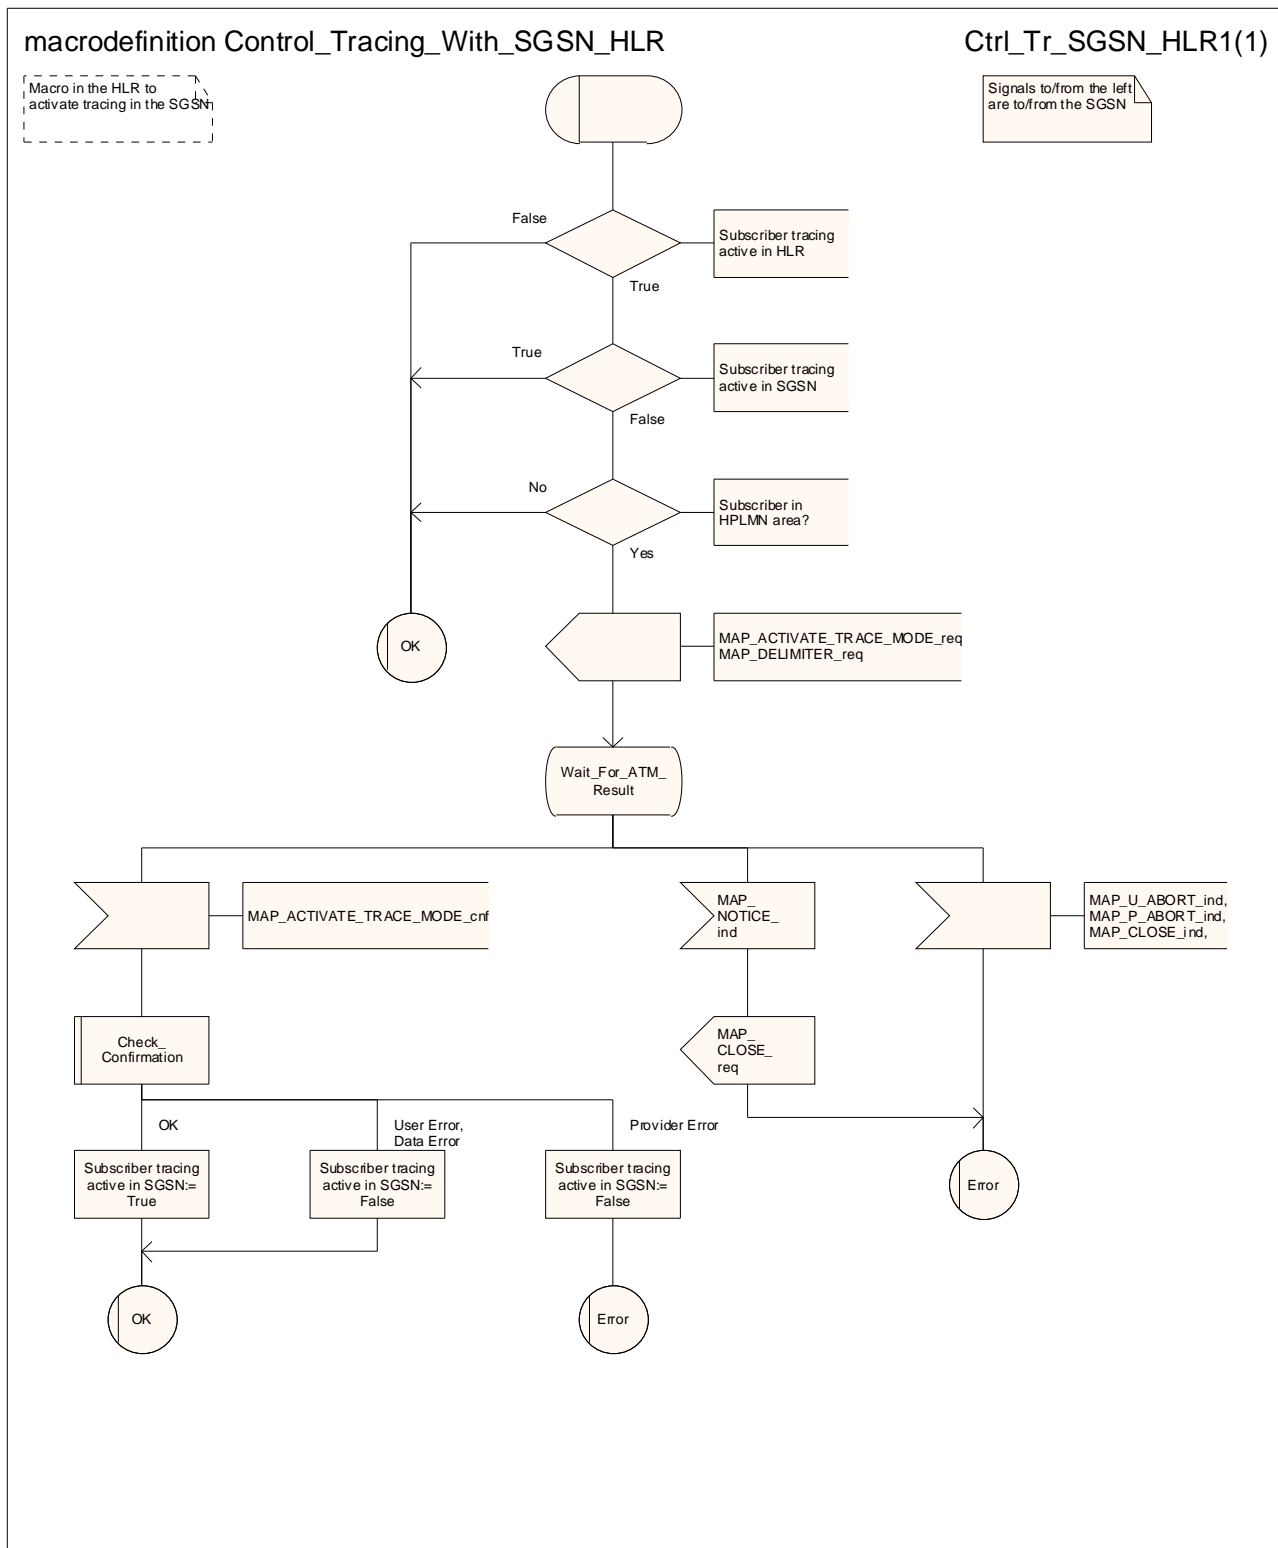 macrodefinition Control_Tracing_With_SGSN_HLR
Ctrl_Tr_SGSN_HLR1(1)
Macro in the HLR to
activate tracing in the SGSN
Signals to/from the left
are to/from the SGSN
False
Subscriber tracing
active in HLR
True
True
Subscriber tracing
active in SGSN
False
No
Subscriber in
HPLMN area?
Yes
OK
MAP_ACTIVATE_TRACE_MODE_req
MAP_DELIMITER_req
Wait_For_ATM_
Result
MAP_ACTIVATE_TRACE_MODE_cnf
MAP_
NOTICE_
ind
MAP_U_ABORT_ind,
MAP_P_ABORT_ind,
MAP_CLOSE_ind,
Check_
Confirmation
MAP_
CLOSE_
req
OK
User Error,
Data Error
Provider Error
Subscriber tracing
active in SGSN:=
True
Subscriber tracing
active in SGSN:=
False
Subscriber tracing
active in SGSN:=
False
Error
OK
Error